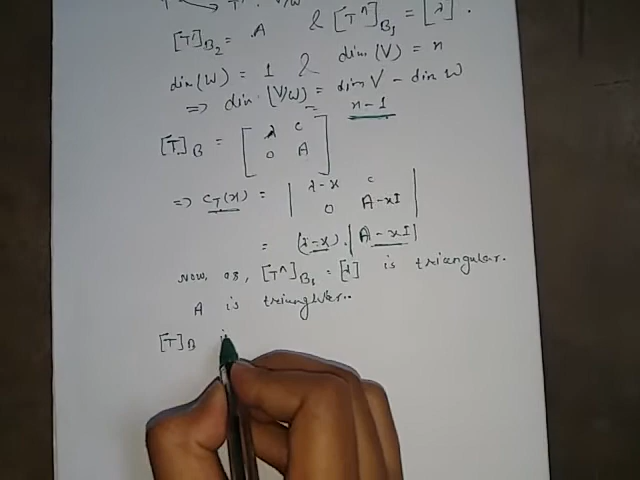 [T^]B₂ = A & [T^]B₁ = [λ].
dim(W) = 1 & dim(V) = n
=> dim (V/W) = dim V - dim W
= n-1
[T]B = [ λ c
0 A ]
=> C_T(x) = | λ-x c
0 A-xI |
= (λ-x).|A-xI|
Now, as, [T^]B₁ = [λ] is triangular.
A is triangular..
[T]B i